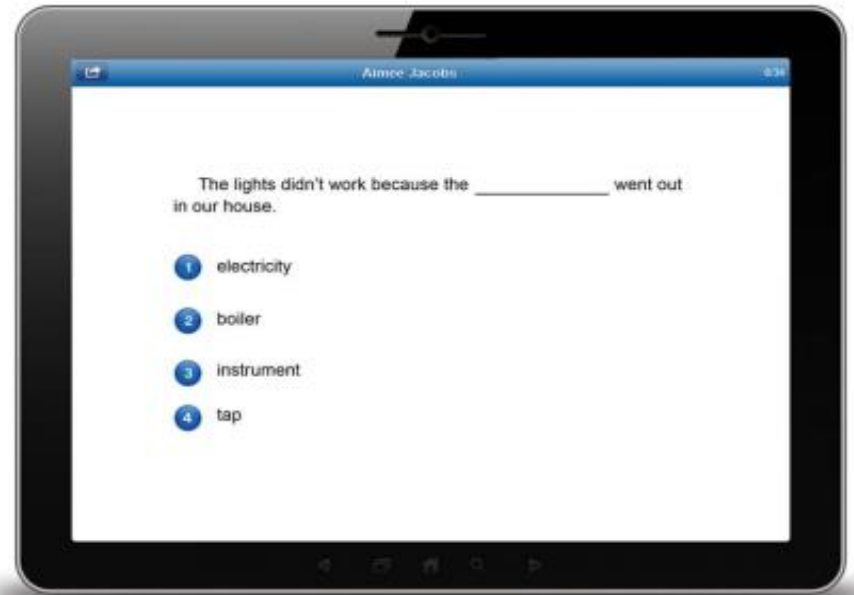 Aimee Jacobs
The lights didn't work because the ______________ went out
in our house.
1 electricity
2 boiler
3 instrument
4 tap